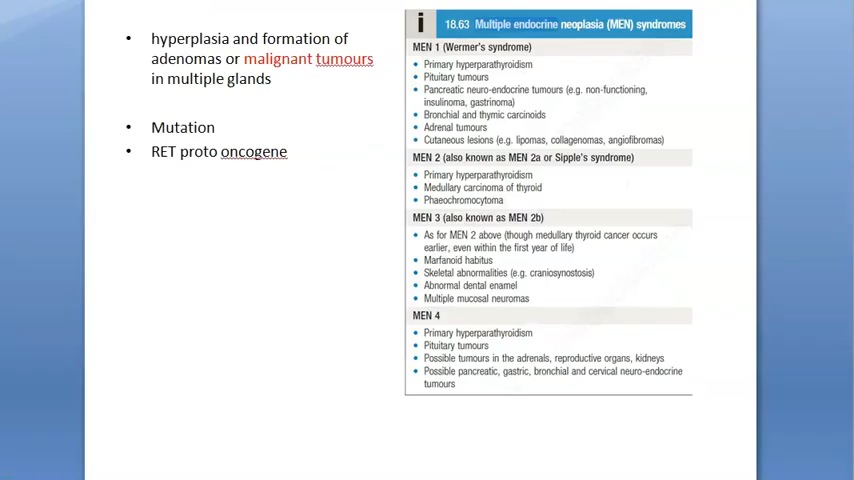 • hyperplasia and formation of
adenomas or malignant tumours
in multiple glands
• Mutation
• RET proto oncogene
i 18.63 Multiple endocrine neoplasia (MEN) syndromes
MEN 1 (Wermer's syndrome)
• Primary hyperparathyroidism
• Pituitary tumours
• Pancreatic neuro-endocrine tumours (e.g. non-functioning,
insulinoma, gastrinoma)
• Bronchial and thymic carcinoids
• Adrenal tumours
• Cutaneous lesions (e.g. lipomas, collagenomas, angiofibromas)
MEN 2 (also known as MEN 2a or Sipple's syndrome)
• Primary hyperparathyroidism
• Medullary carcinoma of thyroid
• Phaeochromocytoma
MEN 3 (also known as MEN 2b)
• As for MEN 2 above (though medullary thyroid cancer occurs
earlier, even within the first year of life)
• Marfanoid habitus
• Skeletal abnormalities (e.g. craniosynostosis)
• Abnormal dental enamel
• Multiple mucosal neuromas
MEN 4
• Primary hyperparathyroidism
• Pituitary tumours
• Possible tumours in the adrenals, reproductive organs, kidneys
• Possible pancreatic, gastric, bronchial and cervical neuro-endocrine
tumours